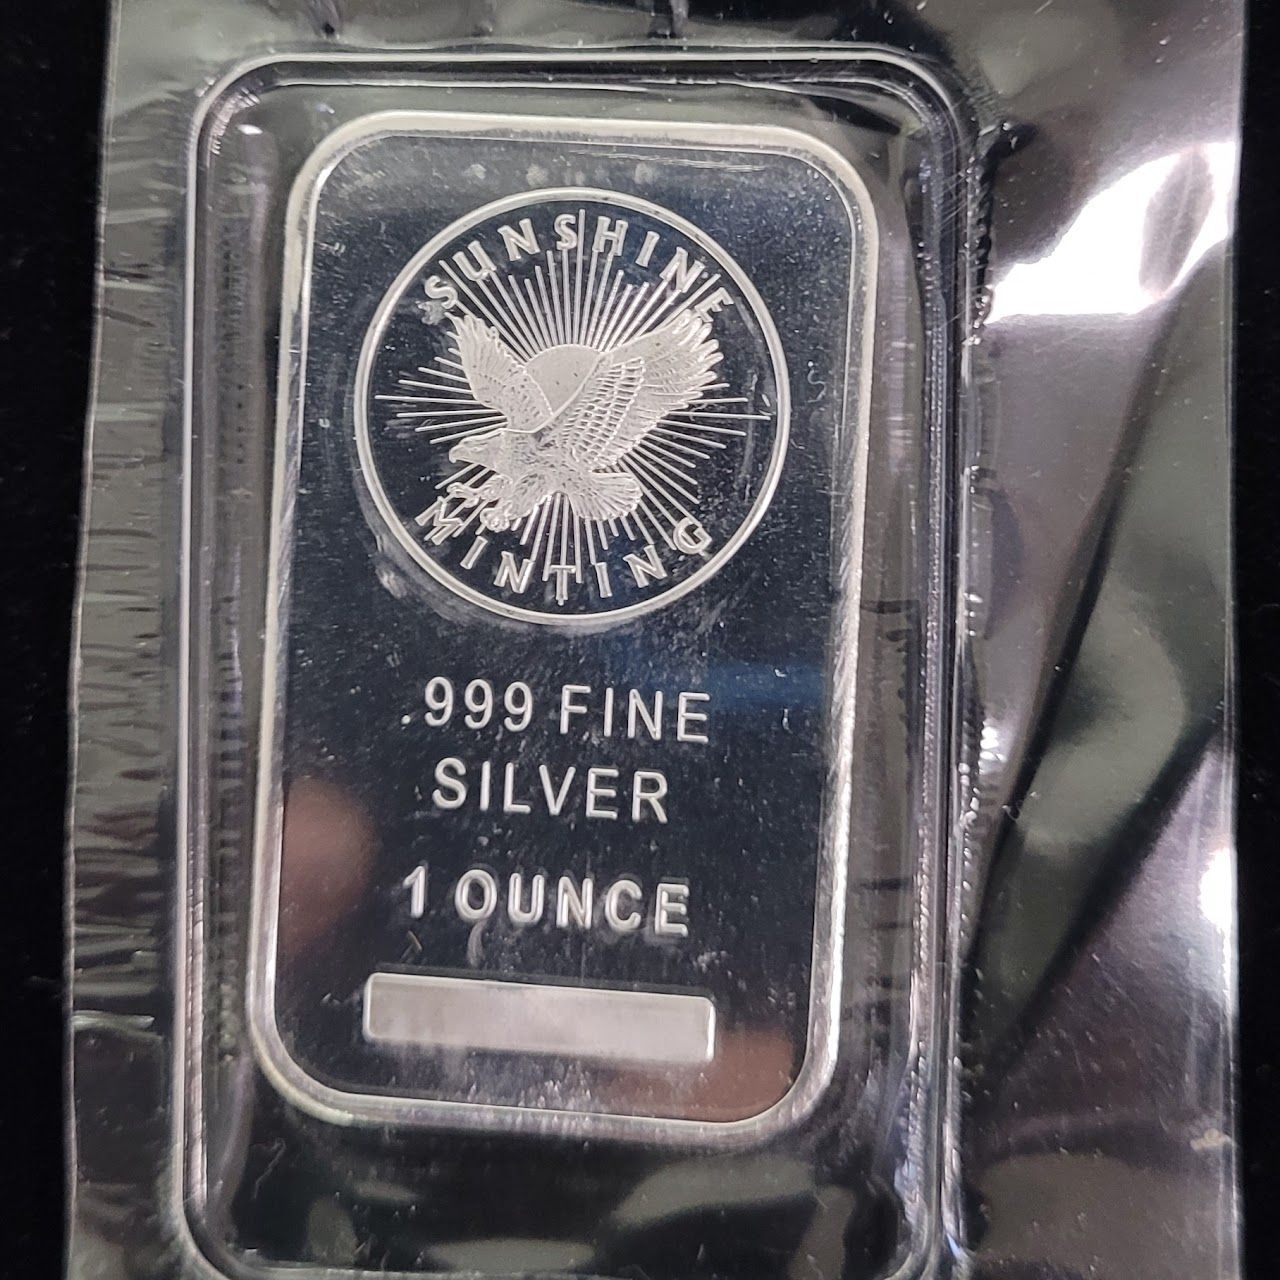 SUNSHINE
MINTING
.999 FINE
SILVER
1 OUNCE